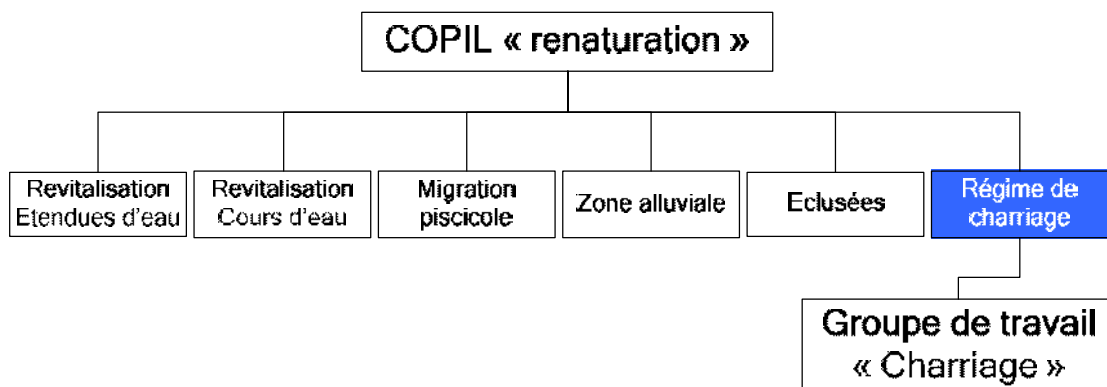 COPIL « renaturation »
Revitalisation
Etendues d'eau
Revitalisation
Cours d'eau
Migration
piscicole
Zone alluviale
Eclusées
Régime de
charriage
Groupe de travail
« Charriage »